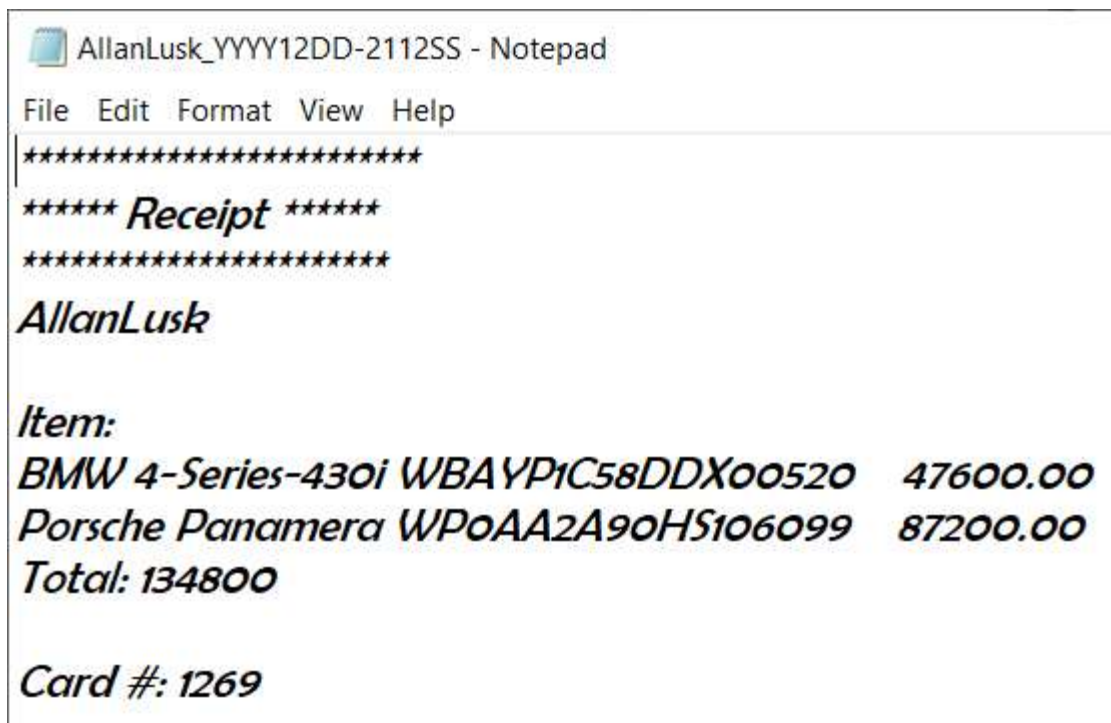 AllanLusk_YYYY12DD-2112SS - Notepad
File Edit Format View Help
*************************
****** Receipt ******
***********************
AllanLusk
Item:
BMW 4-Series-430i WBAYP1C58DDX00520 47600.00
Porsche Panamera WP0AA2A90HS106099 87200.00
Total: 134800
Card #: 1269